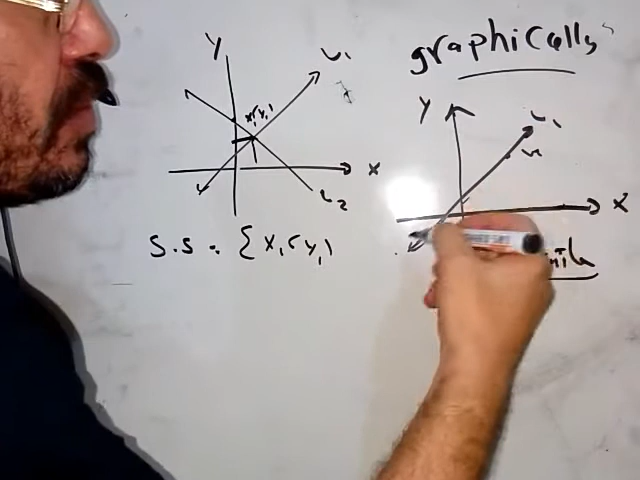 graphically
Y
L1
x1, y1
X
L2
S.S = { x1, y1)
Y
L1
X